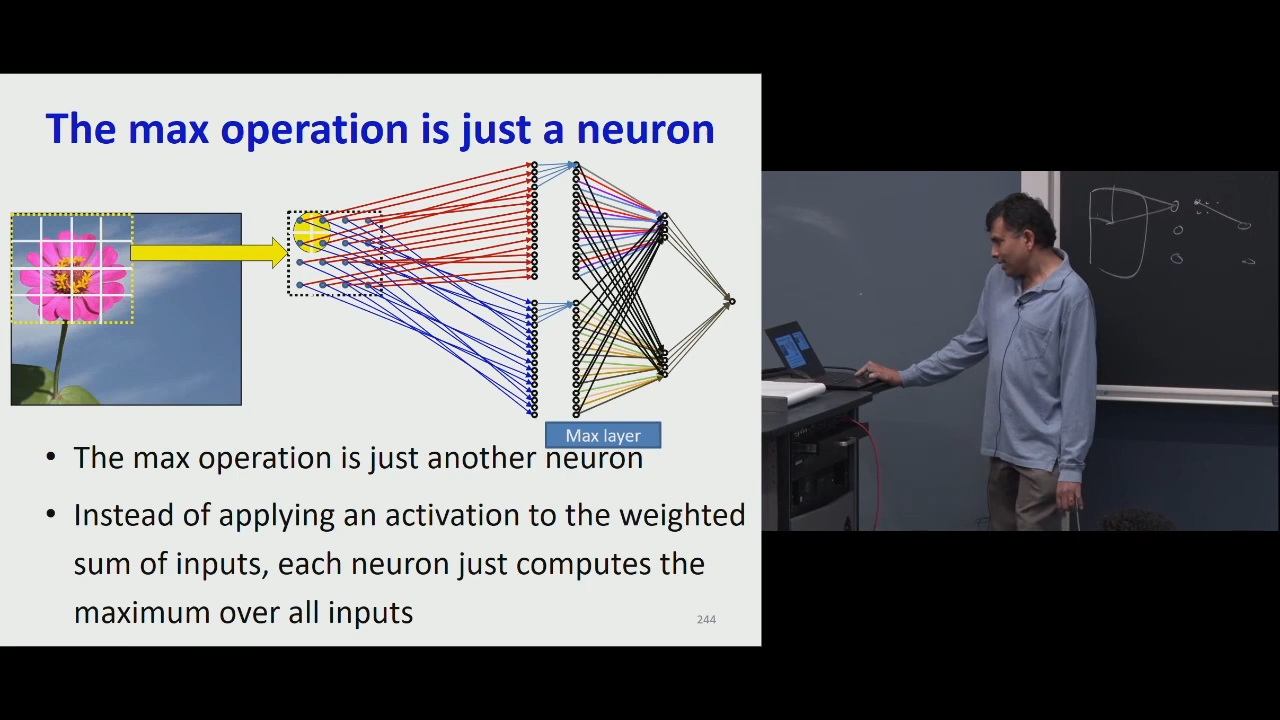 The max operation is just a neuron
Max layer
• The max operation is just another neuron
• Instead of applying an activation to the weighted
sum of inputs, each neuron just computes the
maximum over all inputs
244